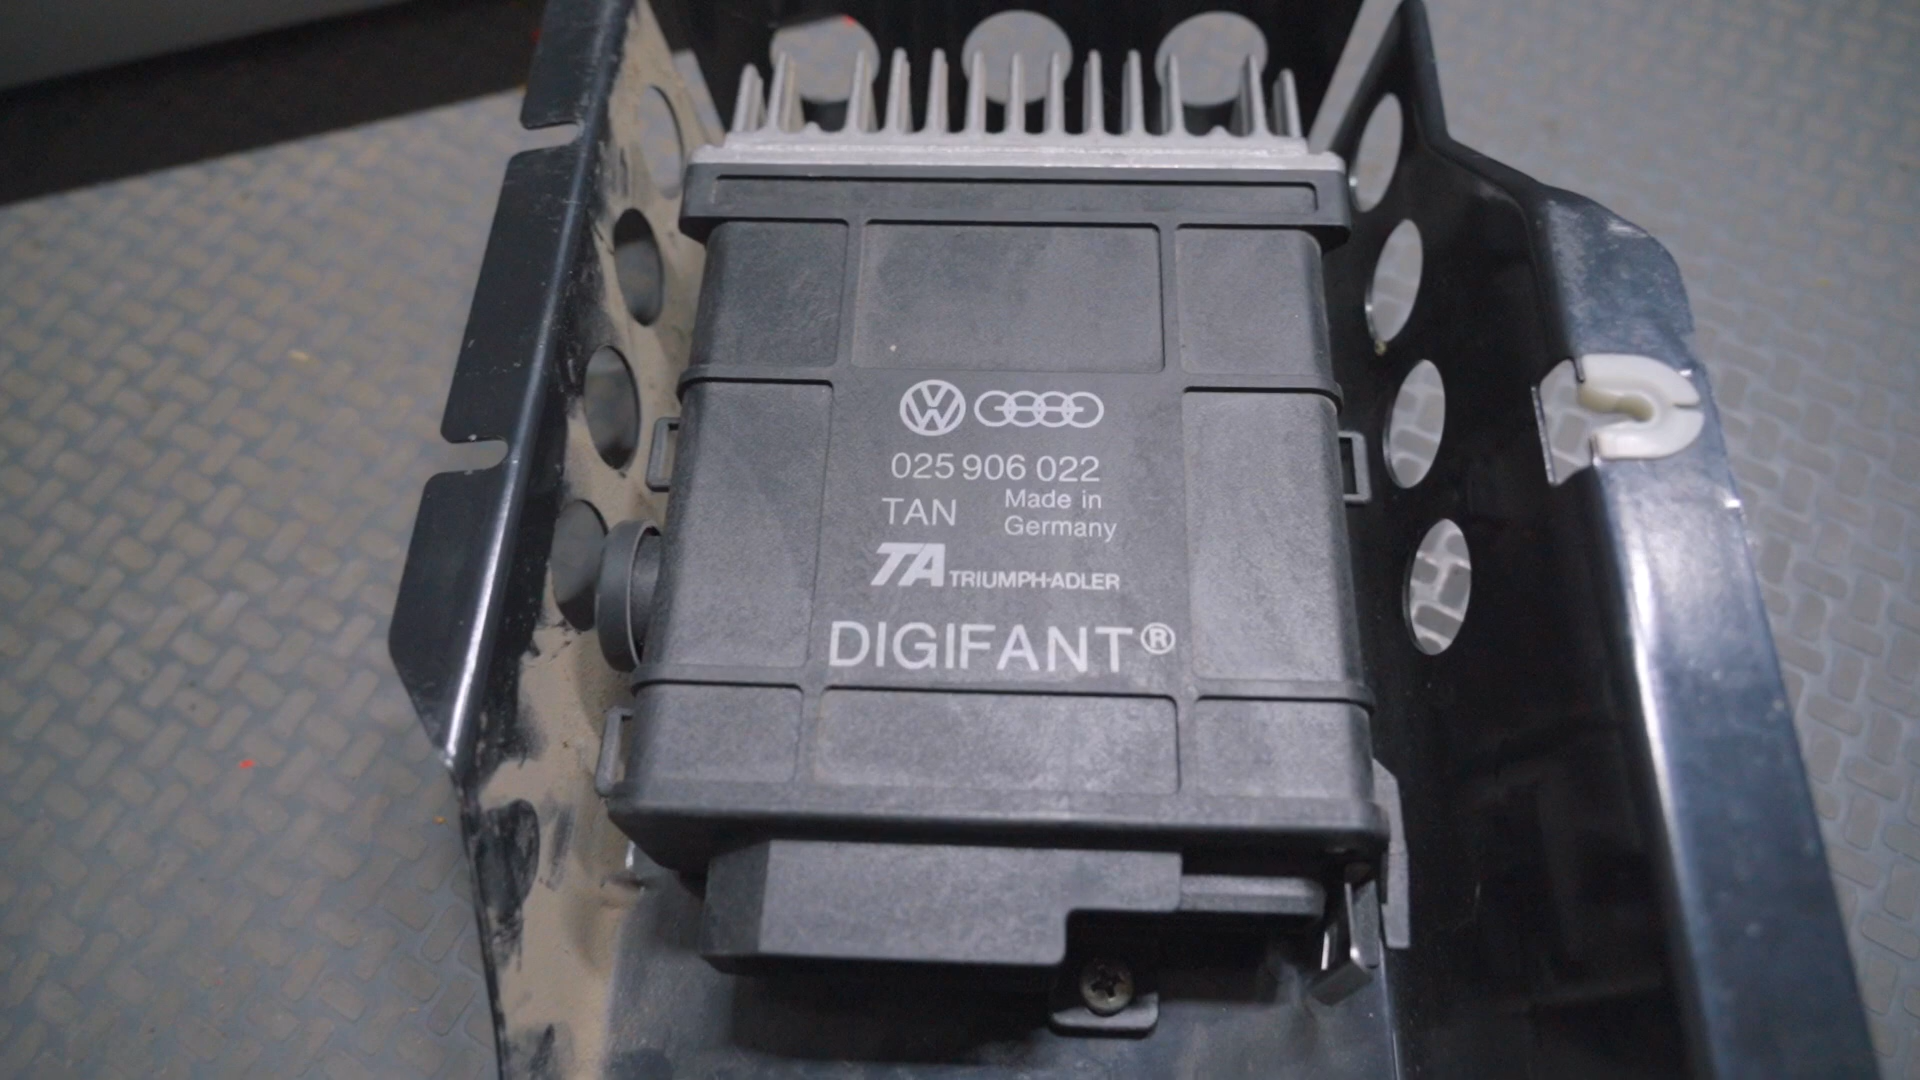 025 906 022
TAN Made in
Germany
TA TRIUMPH-ADLER
DIGIFANT®